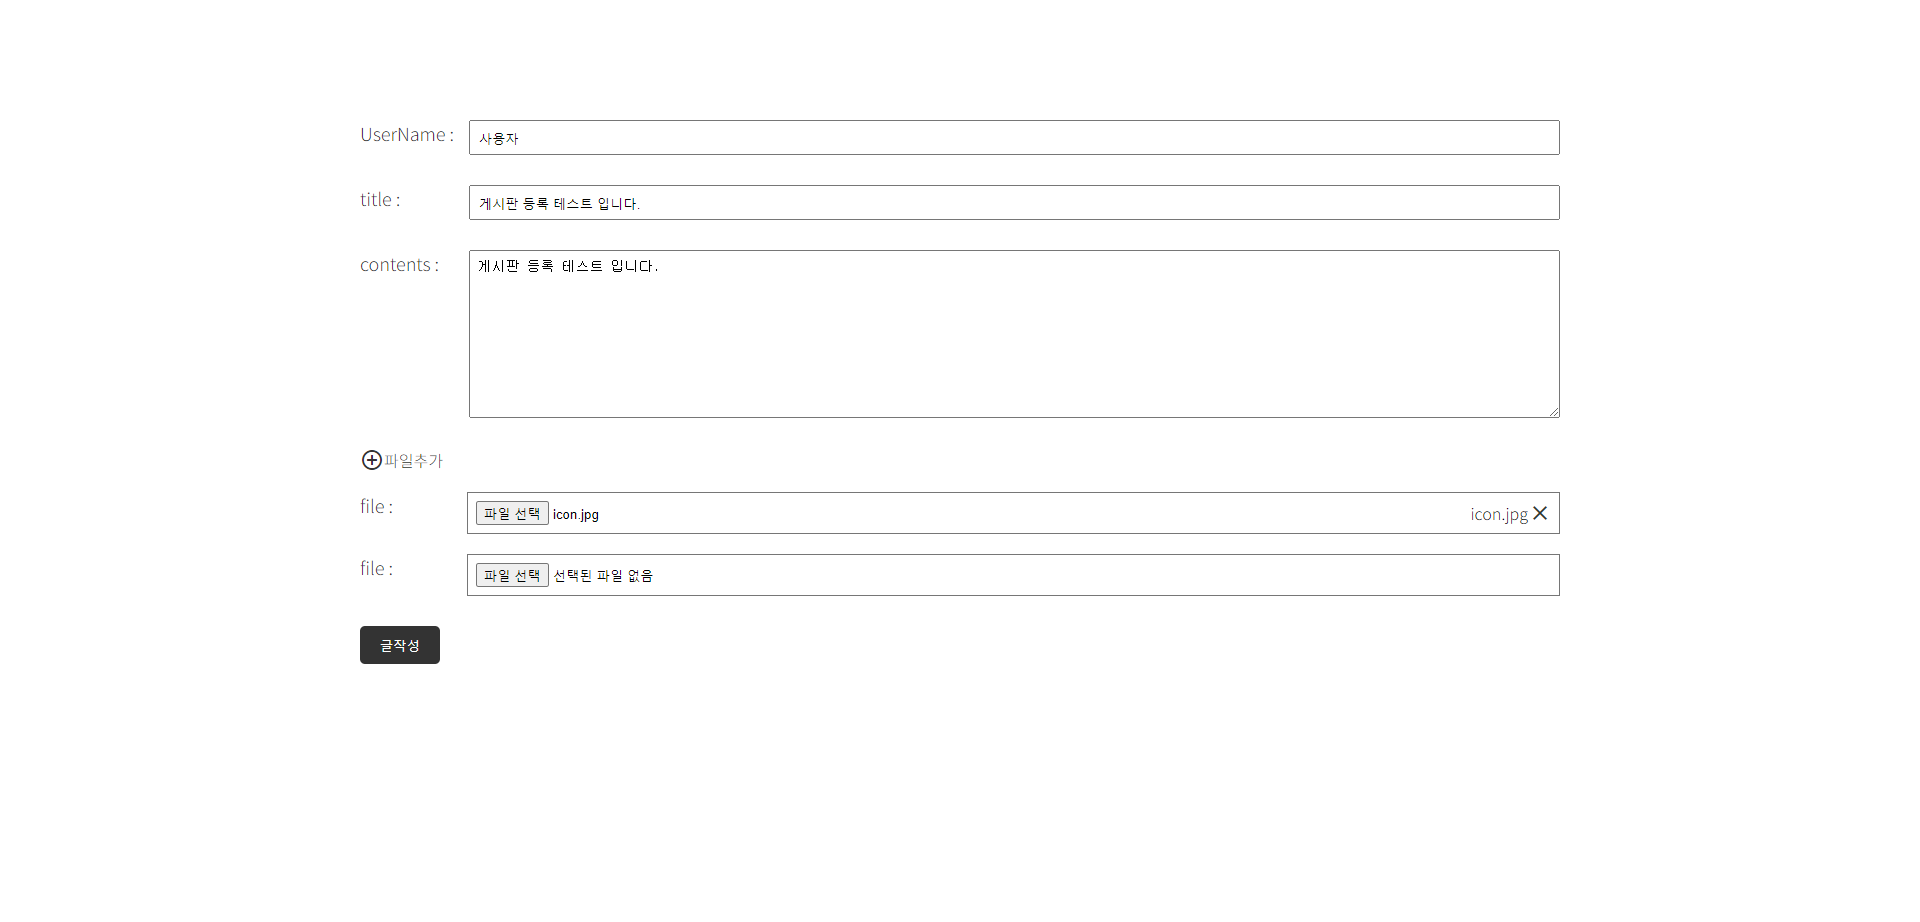 UserName : 사용자
title : 게시판 등록 테스트 입니다.
contents : 게시판 등록 테스트 입니다.
파일추가
file : 파일 선택 icon.jpg icon.jpg
file : 파일 선택 선택된 파일 없음
글작성